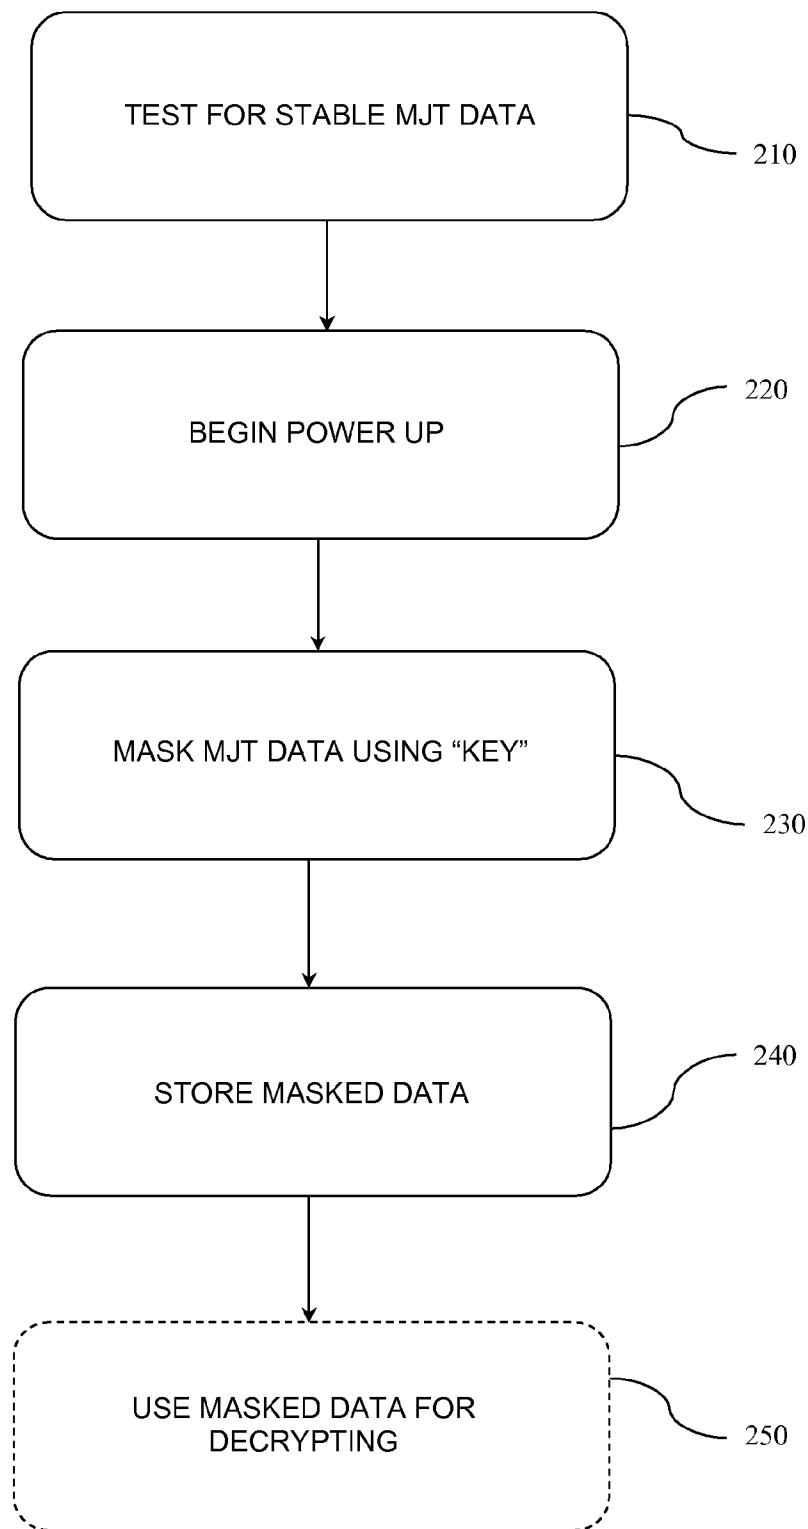 TEST FOR STABLE MJT DATA
210
BEGIN POWER UP
220
MASK MJT DATA USING “KEY”
230
STORE MASKED DATA
240
USE MASKED DATA FOR
DECRYPTING
250